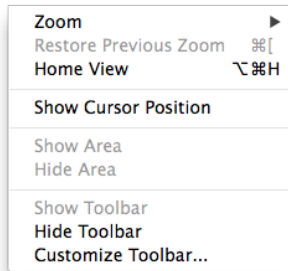 Zoom ▶
Restore Previous Zoom ⌘[
Home View ⌥⌘H
Show Cursor Position
Show Area
Hide Area
Show Toolbar
Hide Toolbar
Customize Toolbar...